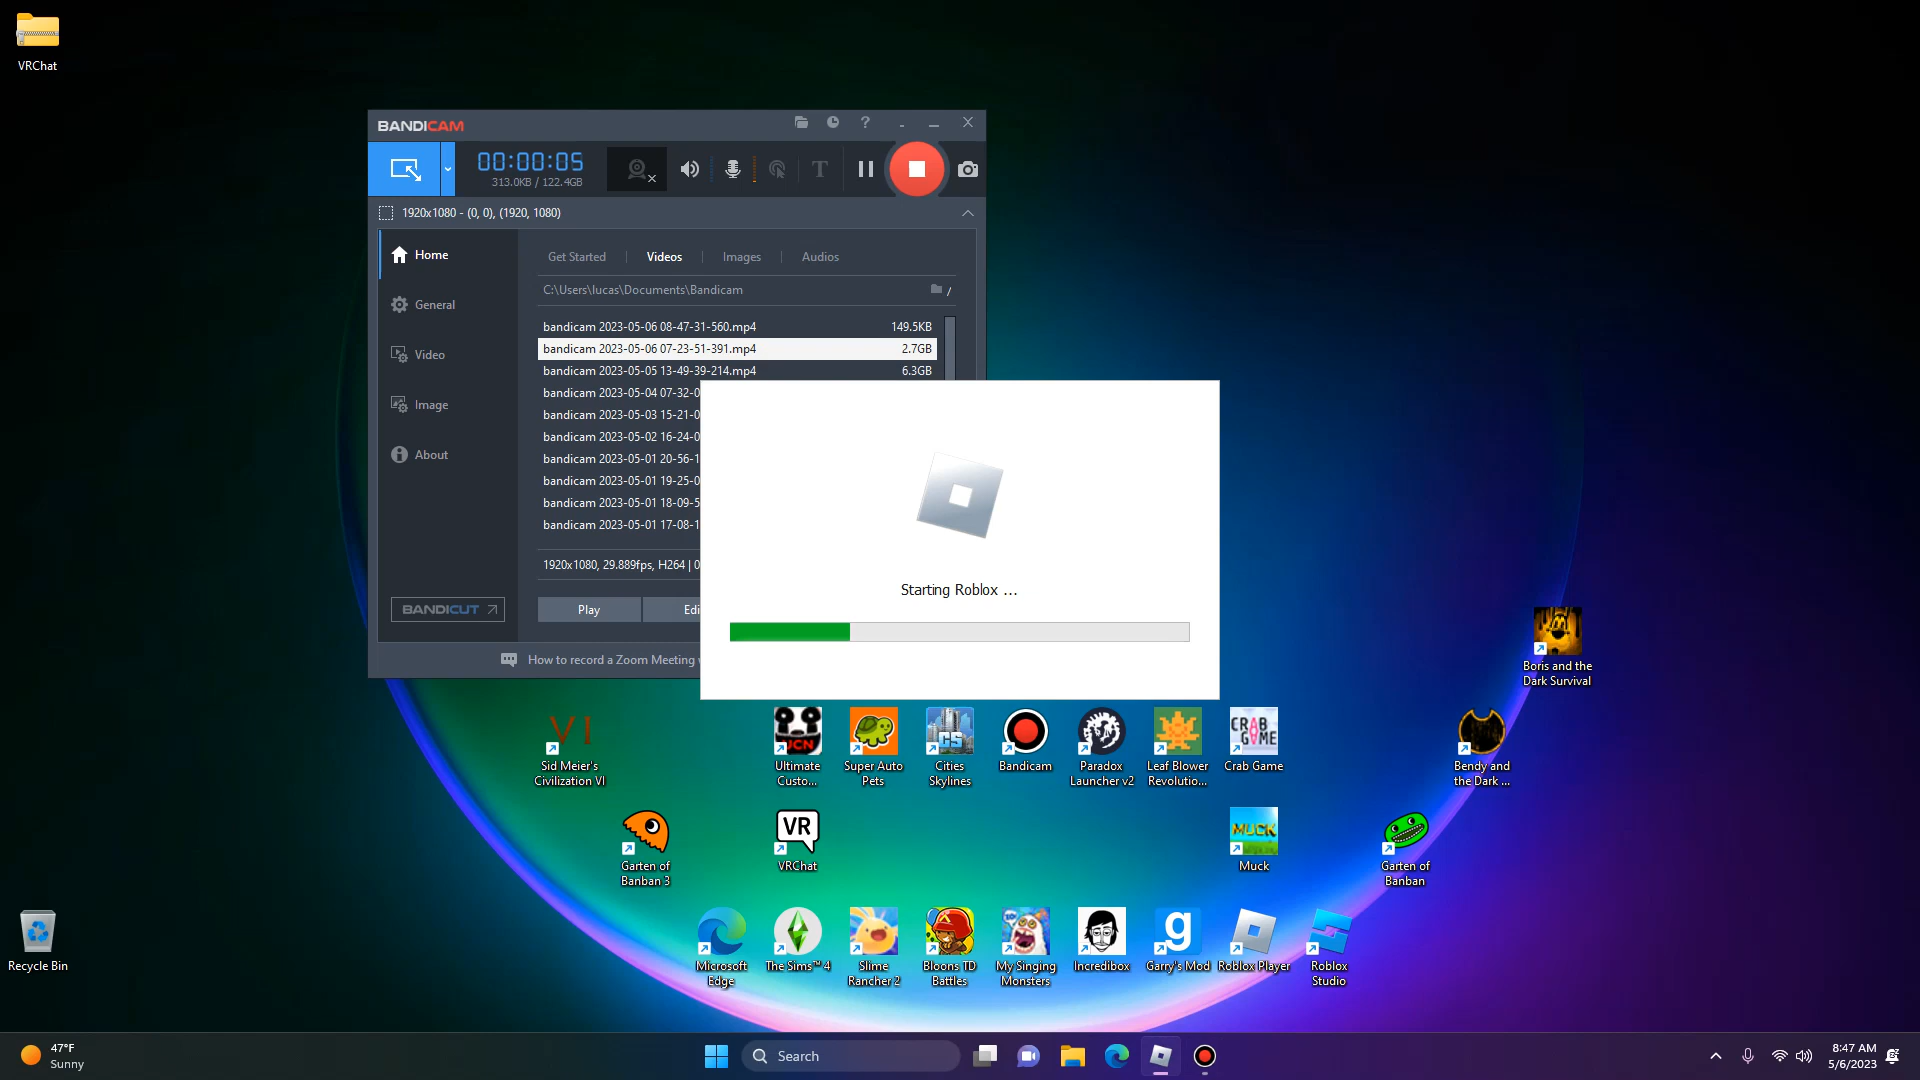 VRChat
BANDICAM
00:00:05
313.0KB / 122.4GB
1920x1080 - (0, 0), (1920, 1080)
Home
General
Video
Image
About
BANDICUT
Get Started
Videos
Images
Audios
C:\Users\lucas\Documents\Bandicam
bandicam 2023-05-06 08-47-31-560.mp4 149.5KB
bandicam 2023-05-06 07-23-51-391.mp4 2.7GB
bandicam 2023-05-05 13-49-39-214.mp4 6.3GB
bandicam 2023-05-04 07-32-0
bandicam 2023-05-03 15-21-0
bandicam 2023-05-02 16-24-0
bandicam 2023-05-01 20-56-1
bandicam 2023-05-01 19-25-0
bandicam 2023-05-01 18-09-5
bandicam 2023-05-01 17-08-1
1920x1080, 29.889fps, H264 | 0
Play
Edi
How to record a Zoom Meeting
Starting Roblox ...
Boris and the
Dark Survival
VI
Sid Meier's
Civilization VI
UCN
Ultimate
Custo...
Super Auto
Pets
CS
Cities
Skylines
Bandicam
Paradox
Launcher v2
Leaf Blower
Revolutio...
CRAB
GAME
Crab Game
Bendy and
the Dark ...
Garten of
Banban 3
VR
VRChat
MUCK
Muck
Garten of
Banban
Recycle Bin
Microsoft
Edge
The Sims™ 4
Slime
Rancher 2
Bloons TD
Battles
My Singing
Monsters
Incredibox
g
Garry's Mod
Roblox Player
Roblox
Studio
47°F
Sunny
Search
8:47 AM
5/6/2023